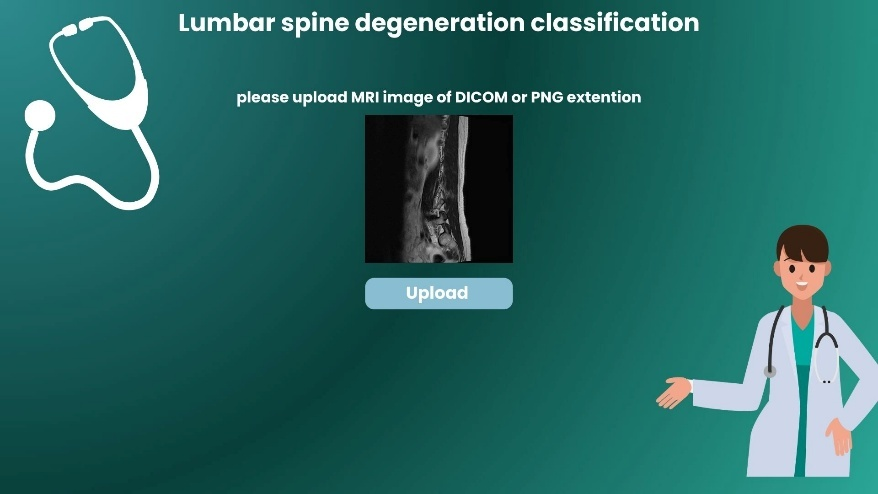 Lumbar spine degeneration classification
please upload MRI image of DICOM or PNG extention
Upload